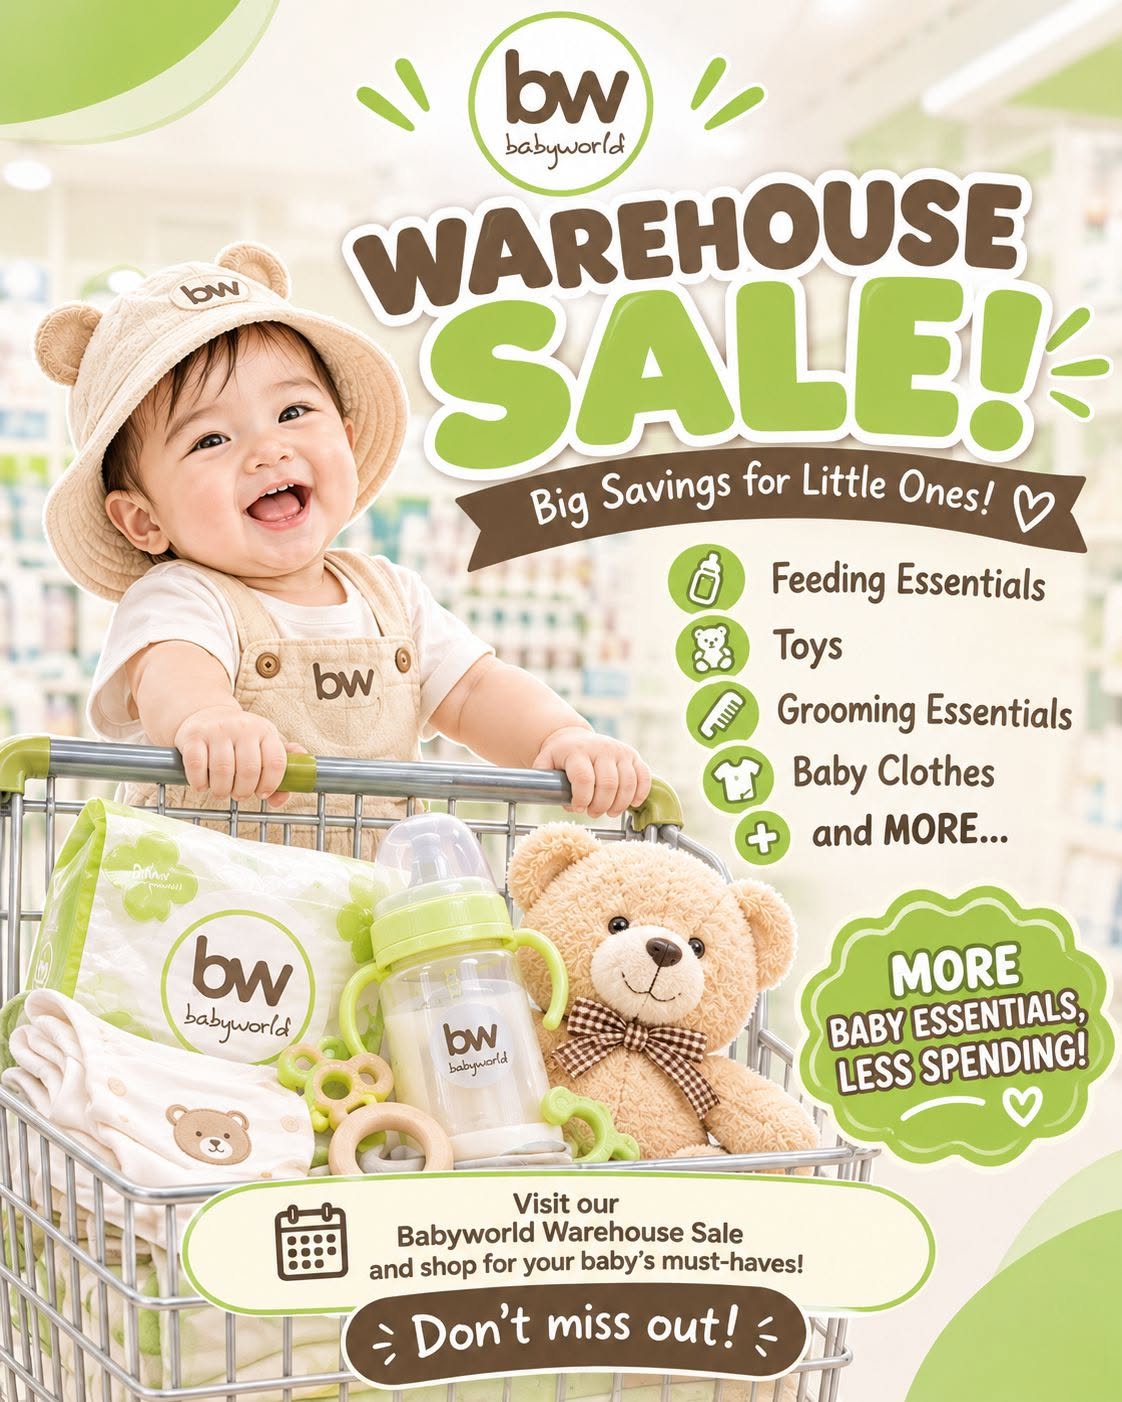 bw
babyworld
WAREHOUSE
SALE!
Big Savings for Little Ones!
bw
bw
Feeding Essentials
Toys
Grooming Essentials
Baby Clothes
and MORE...
bw
babyworld
bw
babyworld
MORE
BABY ESSENTIALS,
LESS SPENDING!
Visit our
Babyworld Warehouse Sale
and shop for your baby's must-haves!
Don't miss out!